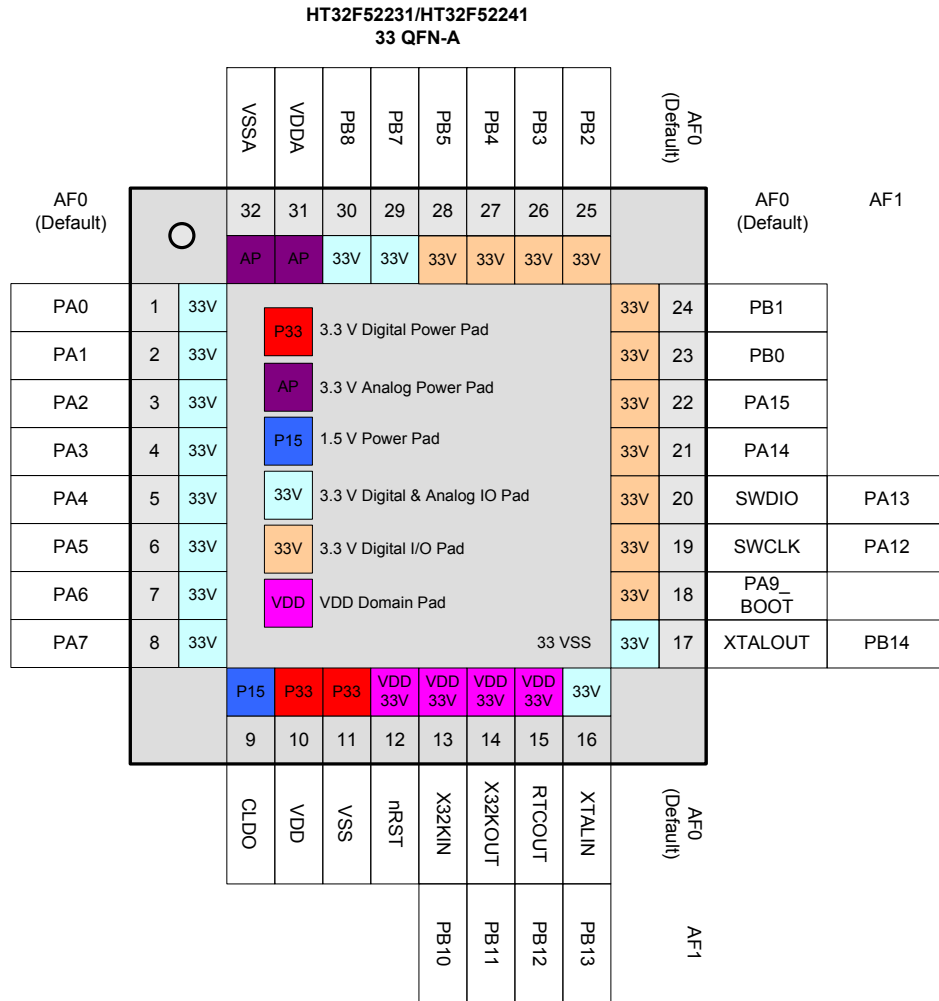 HT32F52231/HT32F52241
33 QFN-A
VSSA
VDDA
PB8
PB7
PB5
PB4
PB3
PB2
AF0
(Default)
AF0
(Default)
32
31
30
29
28
27
26
25
AF0
(Default)
AF1
AP
AP
33V
33V
33V
33V
33V
33V
PA0 1 33V
PA1 2 33V
PA2 3 33V
PA3 4 33V
PA4 5 33V
PA5 6 33V
PA6 7 33V
PA7 8 33V
P33 3.3 V Digital Power Pad
AP 3.3 V Analog Power Pad
P15 1.5 V Power Pad
33V 3.3 V Digital & Analog IO Pad
33V 3.3 V Digital I/O Pad
VDD VDD Domain Pad
33 VSS
33V 24 PB1
33V 23 PB0
33V 22 PA15
33V 21 PA14
33V 20 SWDIO PA13
33V 19 SWCLK PA12
33V 18 PA9_
BOOT
33V 17 XTALOUT PB14
P15
P33
P33
VDD
33V
VDD
33V
VDD
33V
VDD
33V
33V
9
10
11
12
13
14
15
16
CLDO
VDD
VSS
nRST
X32KIN
X32KOUT
RTCOUT
XTALIN
AF0
(Default)
PB10
PB11
PB12
PB13
AF1